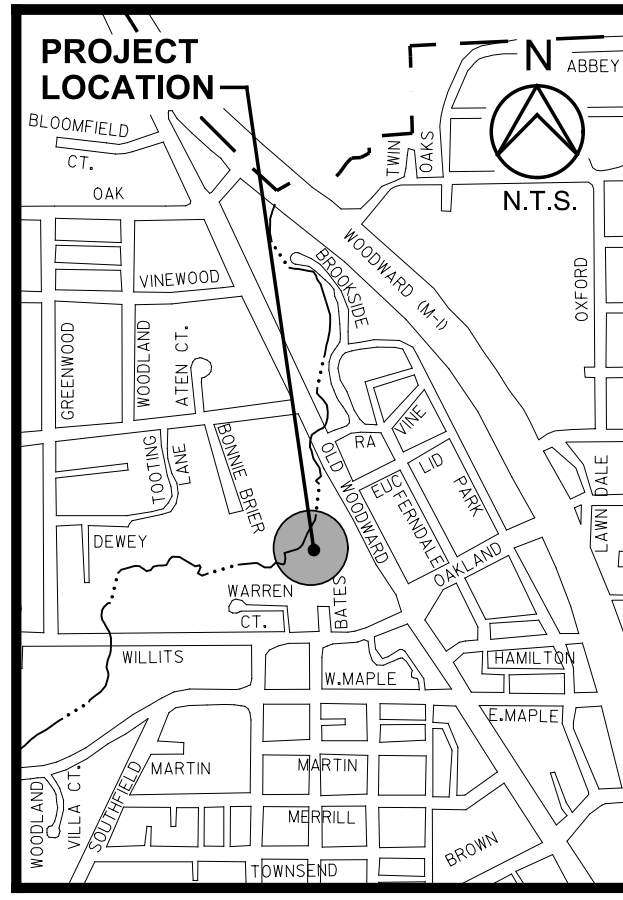 PROJECT
LOCATION
N
ABBEY
BLOOMFIELD
CT.
TWIN
OAKS
OAK
N.T.S.
WOODWARD (M-1)
BROOKSIDE
OXFORD
VINEWOOD
GREENWOOD
WOODLAND
ATEN CT.
TOOTING
LANE
BONNIE BRIER
OLD WOODWARD
RA
VINE
EUC
LID
FERNDALE
PARK
LAWN DALE
DEWEY
OAKLAND
WARREN
CT.
BATES
WILLITS
HAMILTON
W.MAPLE
E.MAPLE
MARTIN
MARTIN
SOUTHFIELD
WOODLAND
VILLA CT.
MERRILL
BROWN
TOWNSEND